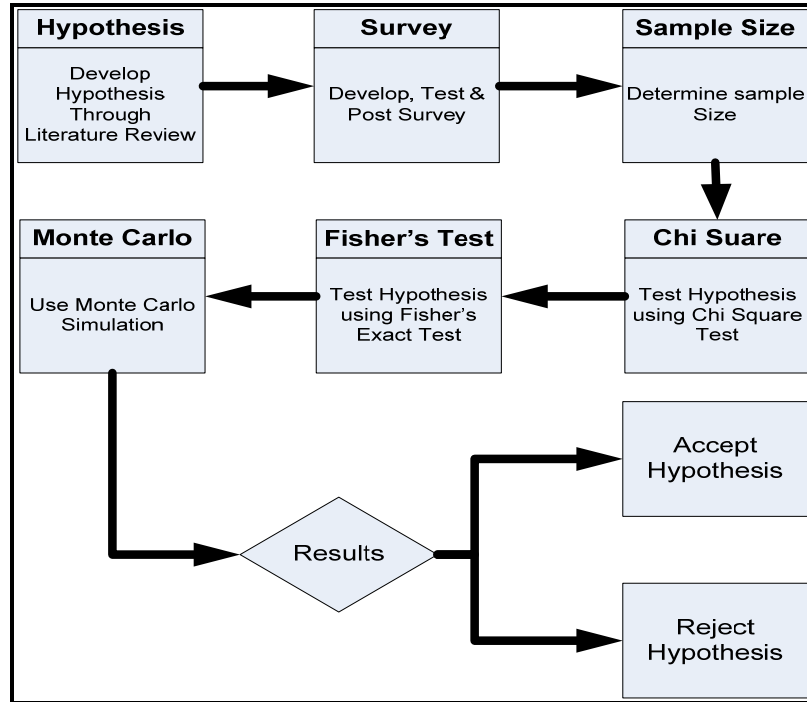 Hypothesis
Develop
Hypothesis
Through
Literature Review
Survey
Develop, Test &
Post Survey
Sample Size
Determine sample
Size
Chi Suare
Test Hypothesis
using Chi Square
Test
Fisher's Test
Test Hypothesis
using Fisher's
Exact Test
Monte Carlo
Use Monte Carlo
Simulation
Results
Accept
Hypothesis
Reject
Hypothesis